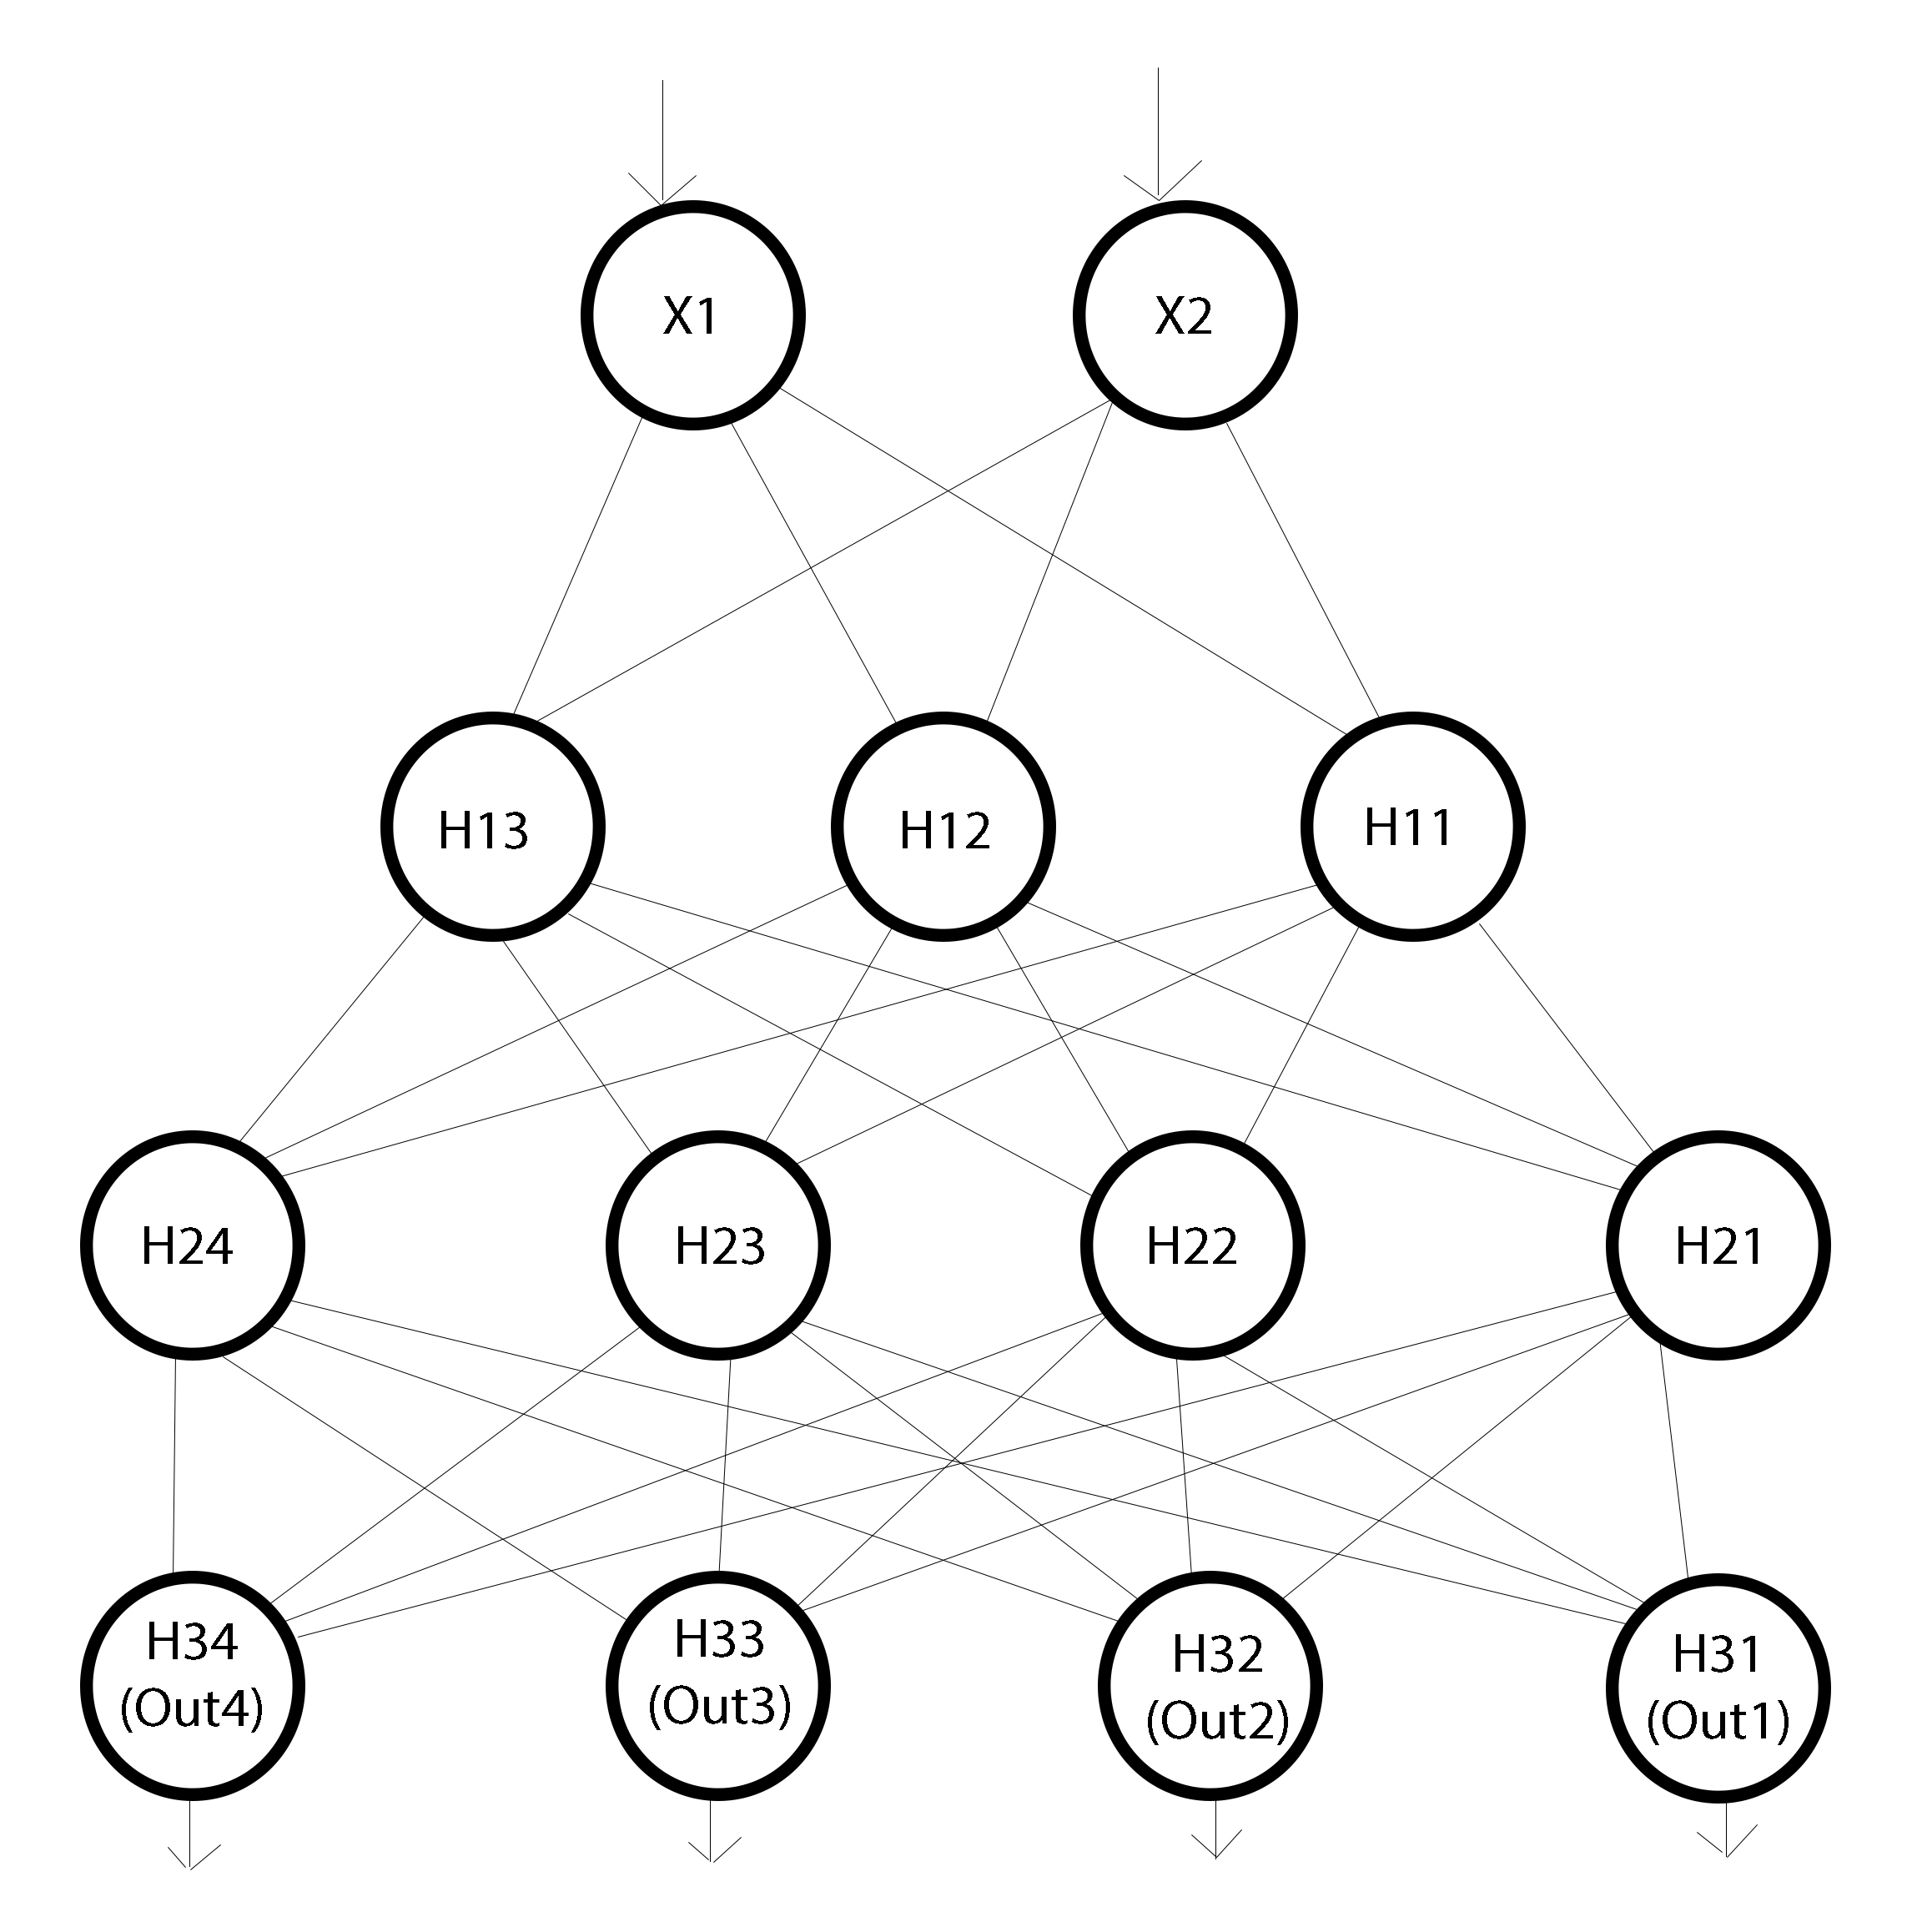 X1
X2
H13
H12
H11
H24
H23
H22
H21
H34
(Out4)
H33
(Out3)
H32
(Out2)
H31
(Out1)